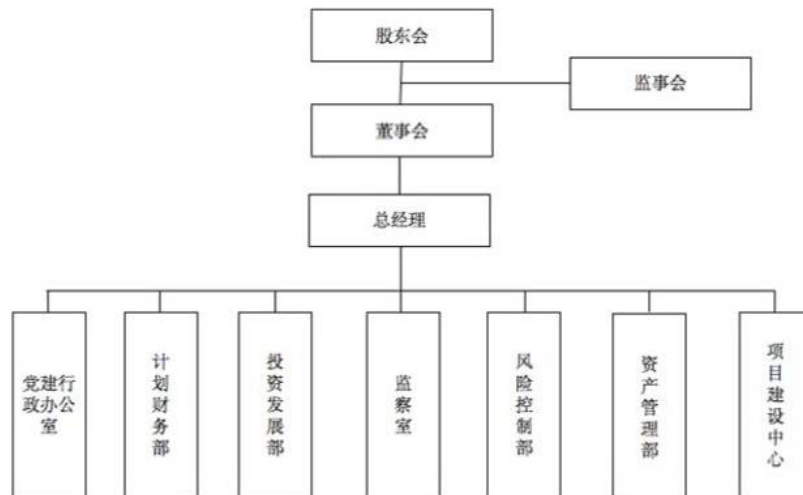 股东会
监事会
董事会
总经理
党建行
政办公
室
计划财务部
投资发展部
监察室
风险控制部
资产管理部
项目建设中心